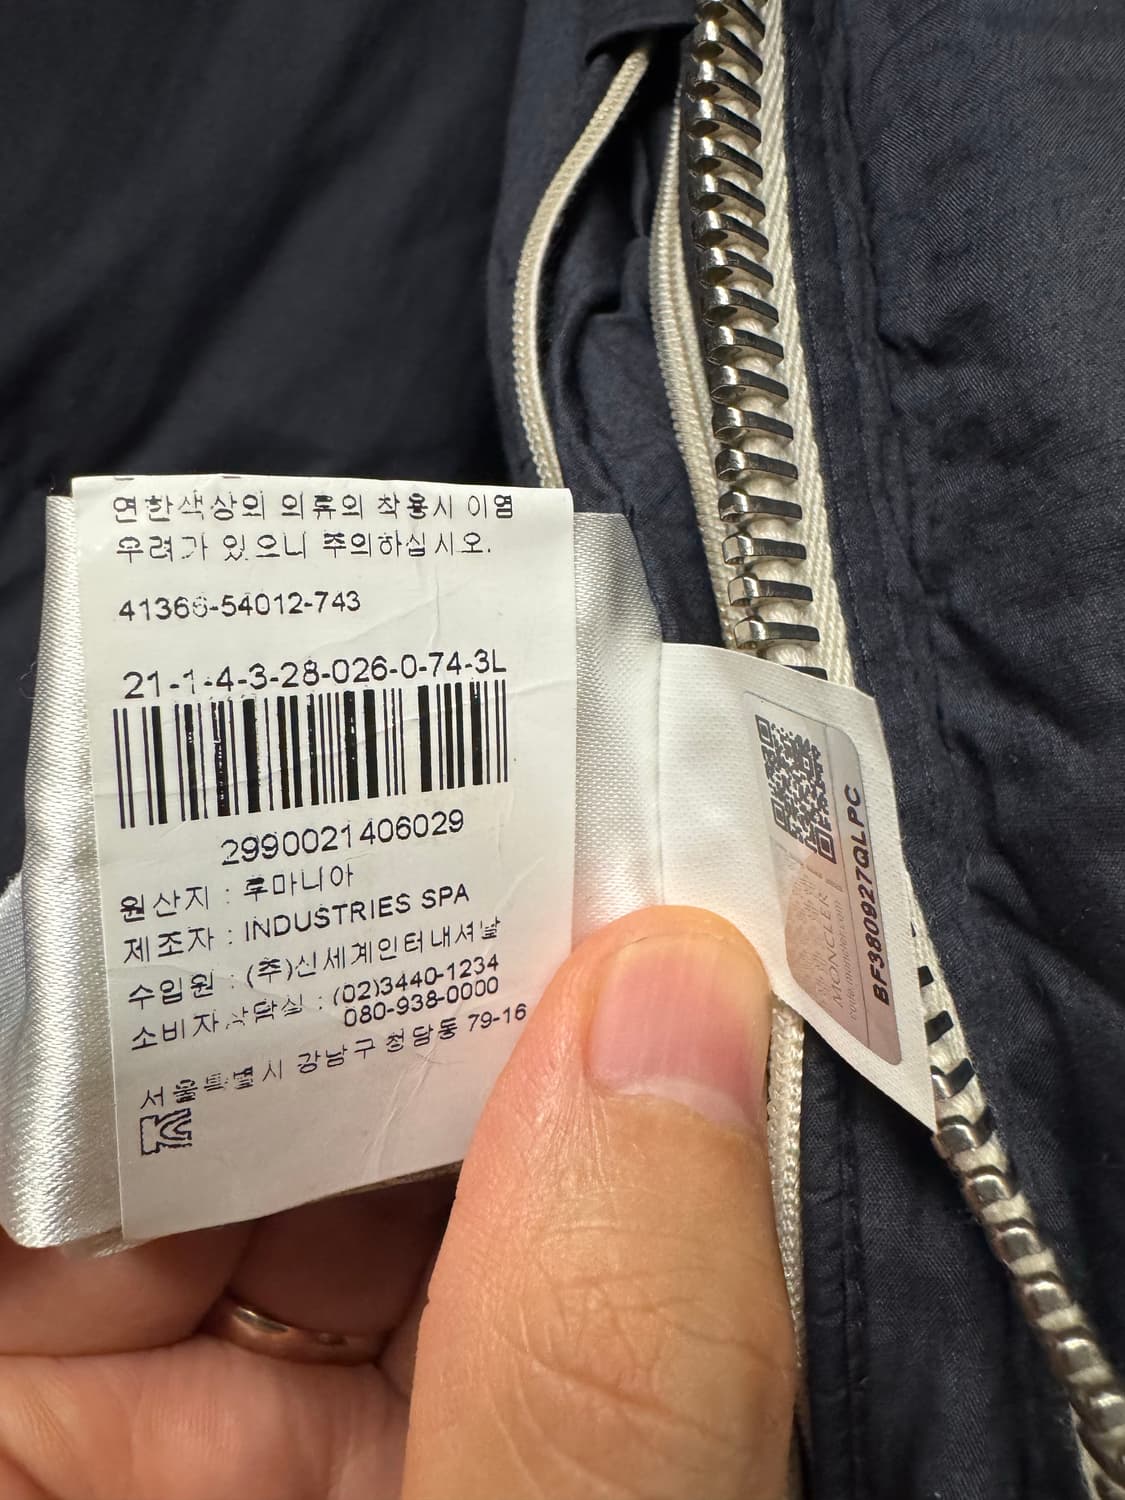 연한색상의 의류의 착용시 이염
우려가 있으니 주의하십시오.
41366-54012-743
21-1-4-3-28-026-0-74-3L
2990021406029
원산지 : 루마니아
제조자 : INDUSTRIES SPA
수입원 : (주)신세계인터내셔날
소비자상담실 : (02)3440-1234
080-938-0000
서울특별시 강남구 청담동 79-16
MONCLER
BF380927QLPC